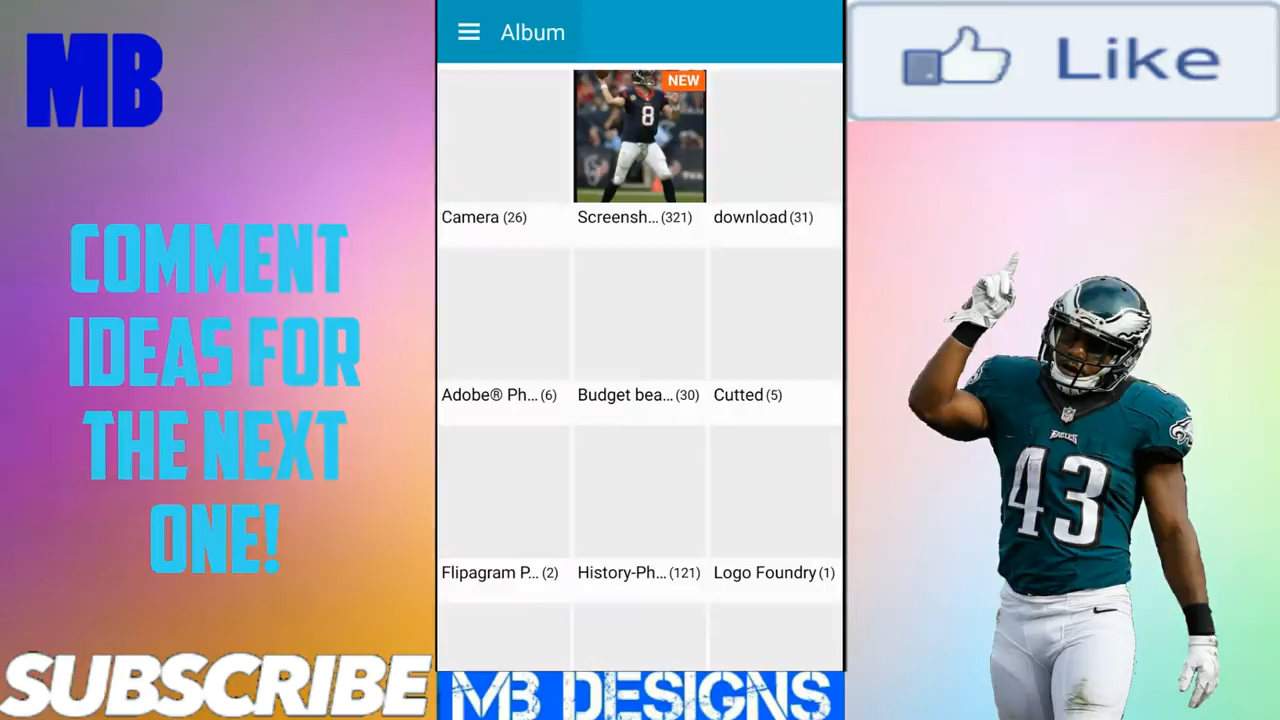 MB
COMMENT
IDEAS FOR
THE NEXT
ONE!
SUBSCRIBE
Album
NEW
8
Camera (26)
Screensh... (321)
download (31)
Adobe® Ph... (6)
Budget bea... (30)
Cutted (5)
Flipagram P... (2)
History-Ph... (121)
Logo Foundry (1)
MB DESIGNS
Like
EAGLES
43